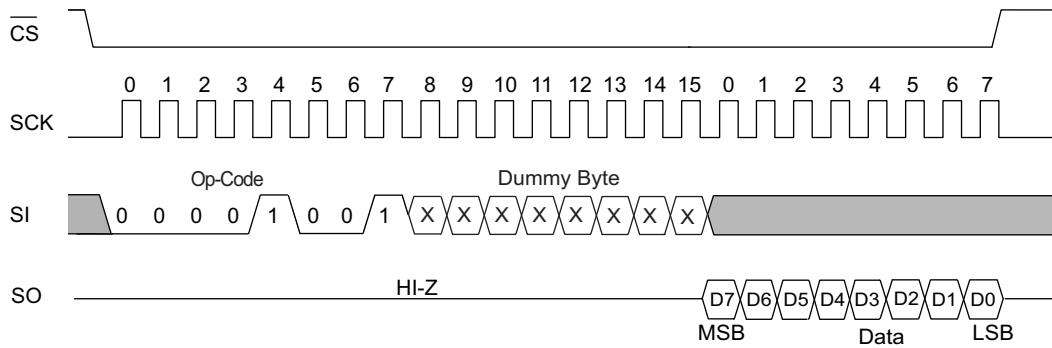 CS
0 1 2 3 4 5 6 7 8 9 10 11 12 13 14 15 0 1 2 3 4 5 6 7
SCK
Op-Code Dummy Byte
SI 0 0 0 0 1 0 0 1 X X X X X X X X
HI-Z
SO D7 D6 D5 D4 D3 D2 D1 D0
MSB Data LSB